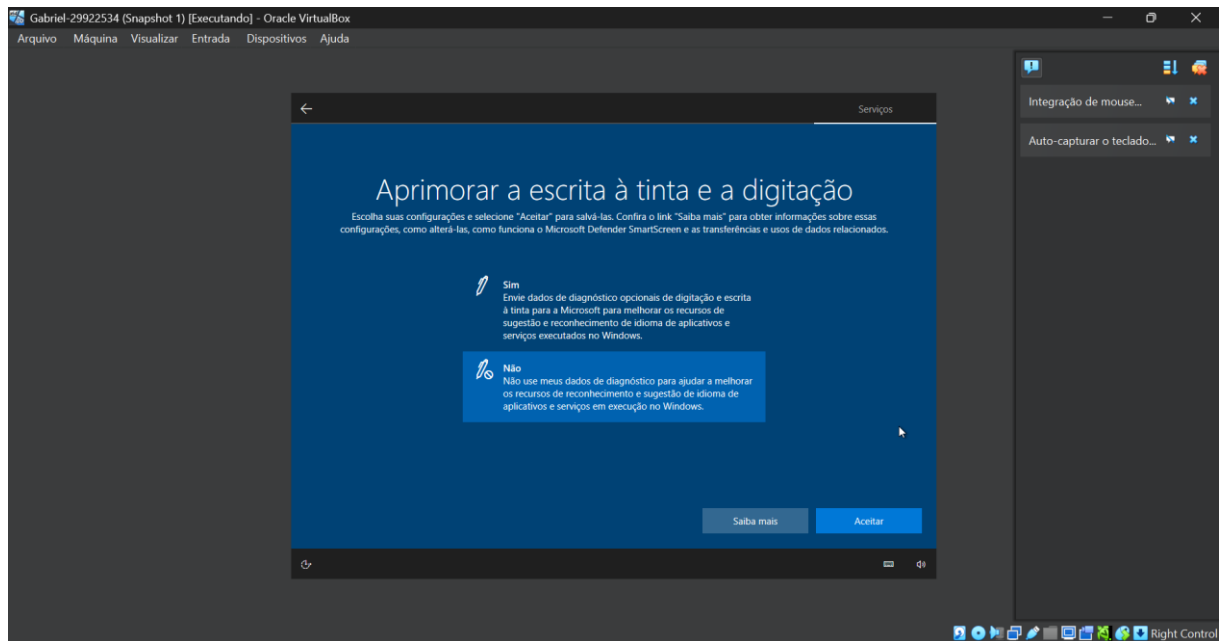 Gabriel-29922534 (Snapshot 1) [Executando] - Oracle VirtualBox
Arquivo Máquina Visualizar Entrada Dispositivos Ajuda
Integração de mouse...
Auto-capturar o teclado...
Serviços
Aprimorar a escrita à tinta e a digitação
Escolha suas configurações e selecione "Aceitar" para salvá-las. Confira o link "Saiba mais" para obter informações sobre essas
configurações, como alterá-las, como funciona o Microsoft Defender SmartScreen e as transferências e usos de dados relacionados.
Sim
Envie dados de diagnóstico opcionais de digitação e escrita
à tinta para a Microsoft para melhorar os recursos de
sugestão e reconhecimento de idioma de aplicativos e
serviços executados no Windows.
Não
Não use meus dados de diagnóstico para ajudar a melhorar
os recursos de reconhecimento e sugestão de idioma de
aplicativos e serviços em execução no Windows.
Saiba mais
Aceitar
Right Control